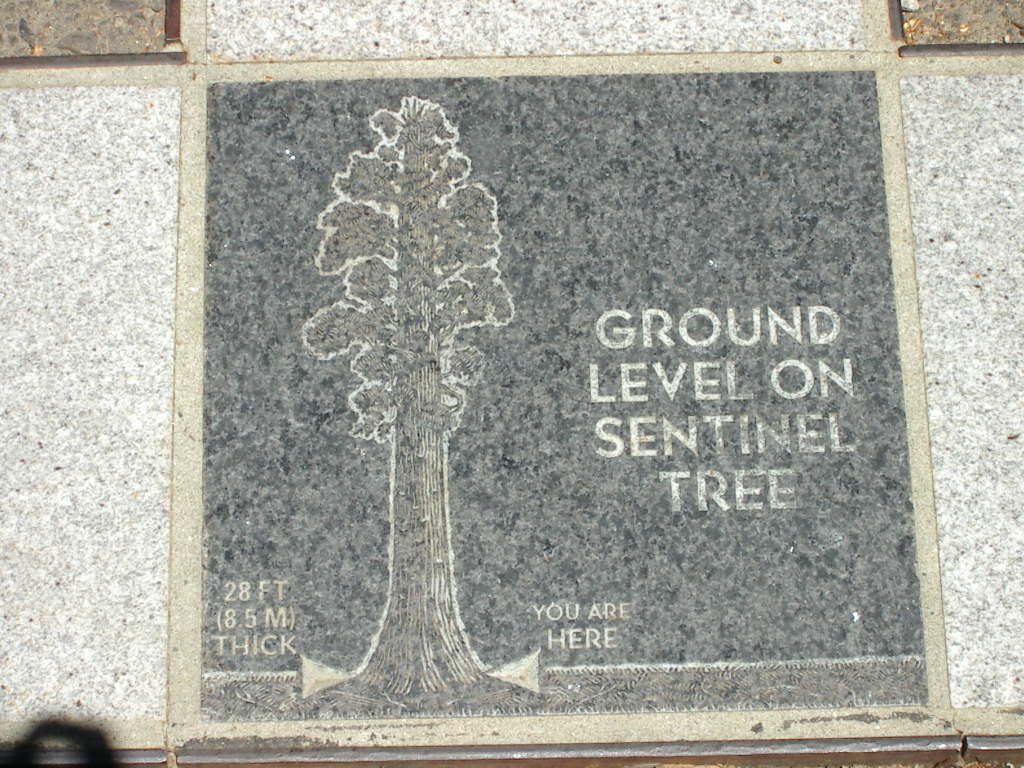 GROUND
LEVEL ON
SENTINEL
TREE
28 FT
(8.5 M)
THICK
YOU ARE
HERE